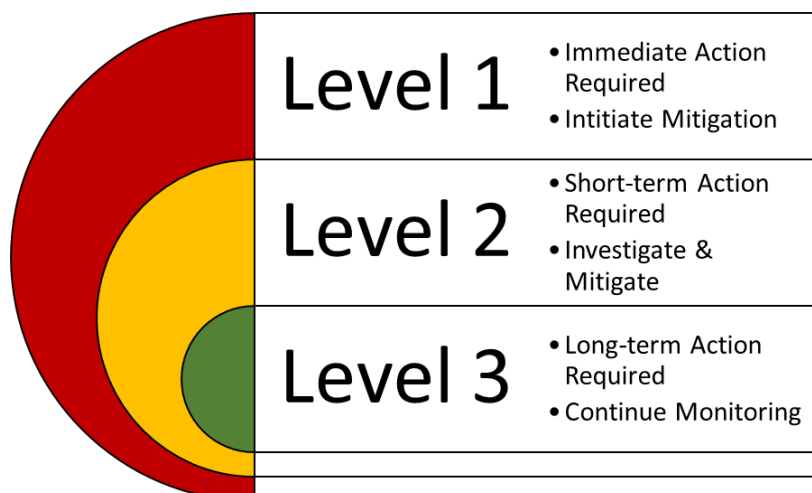 Level 1
• Immediate Action
Required
• Intitiate Mitigation
Level 2
• Short-term Action
Required
• Investigate &
Mitigate
Level 3
• Long-term Action
Required
• Continue Monitoring